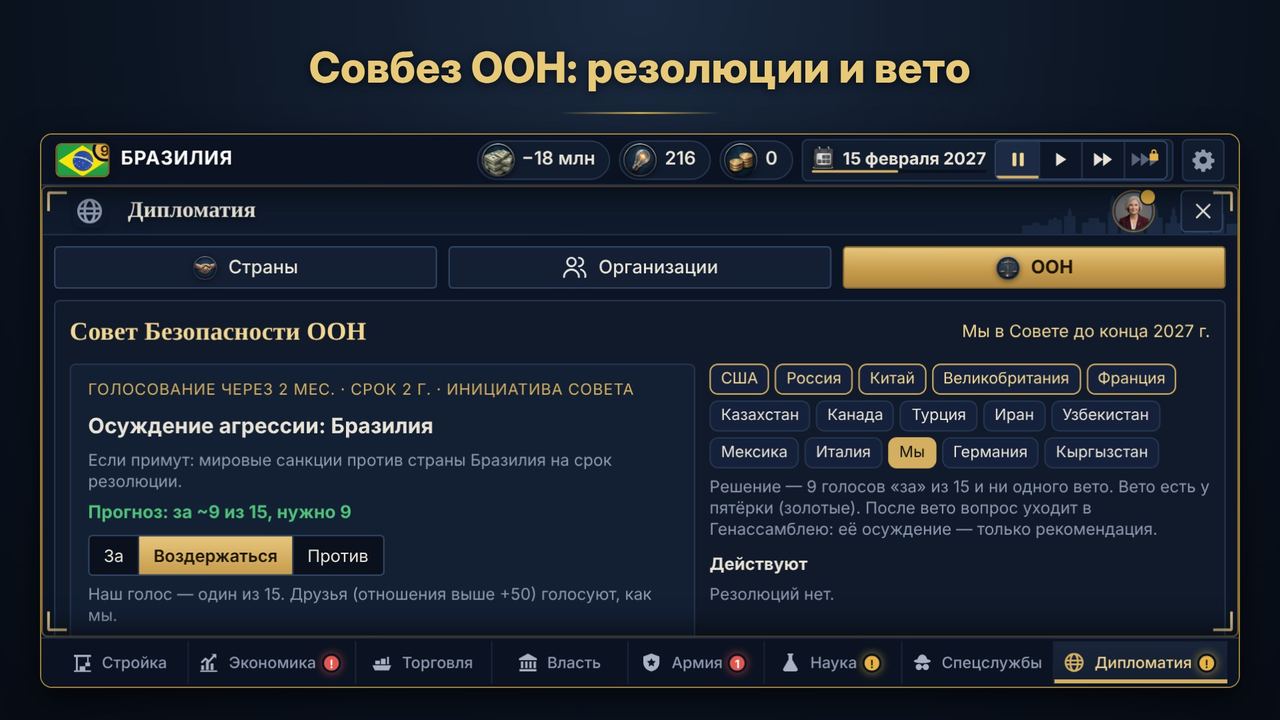 Совбез ООН: резолюции и вето
9
БРАЗИЛИЯ
−18 млн
216
0
15 февраля 2027
Дипломатия
Страны
Организации
ООН
Совет Безопасности ООН
Мы в Совете до конца 2027 г.
ГОЛОСОВАНИЕ ЧЕРЕЗ 2 МЕС. · СРОК 2 Г. · ИНИЦИАТИВА СОВЕТА
Осуждение агрессии: Бразилия
Если примут: мировые санкции против страны Бразилия на срок
резолюции.
Прогноз: за ~9 из 15, нужно 9
За Воздержаться Против
Наш голос — один из 15. Друзья (отношения выше +50) голосуют, как
мы.
США Россия Китай Великобритания Франция
Казахстан Канада Турция Иран Узбекистан
Мексика Италия Мы Германия Кыргызстан
Решение — 9 голосов «за» из 15 и ни одного вето. Вето есть у
пятёрки (золотые). После вето вопрос уходит в
Генассамблею: её осуждение — только рекомендация.
Действуют
Резолюций нет.
Стройка
Экономика !
Торговля
Власть
Армия 1
Наука !
Спецслужбы
Дипломатия !